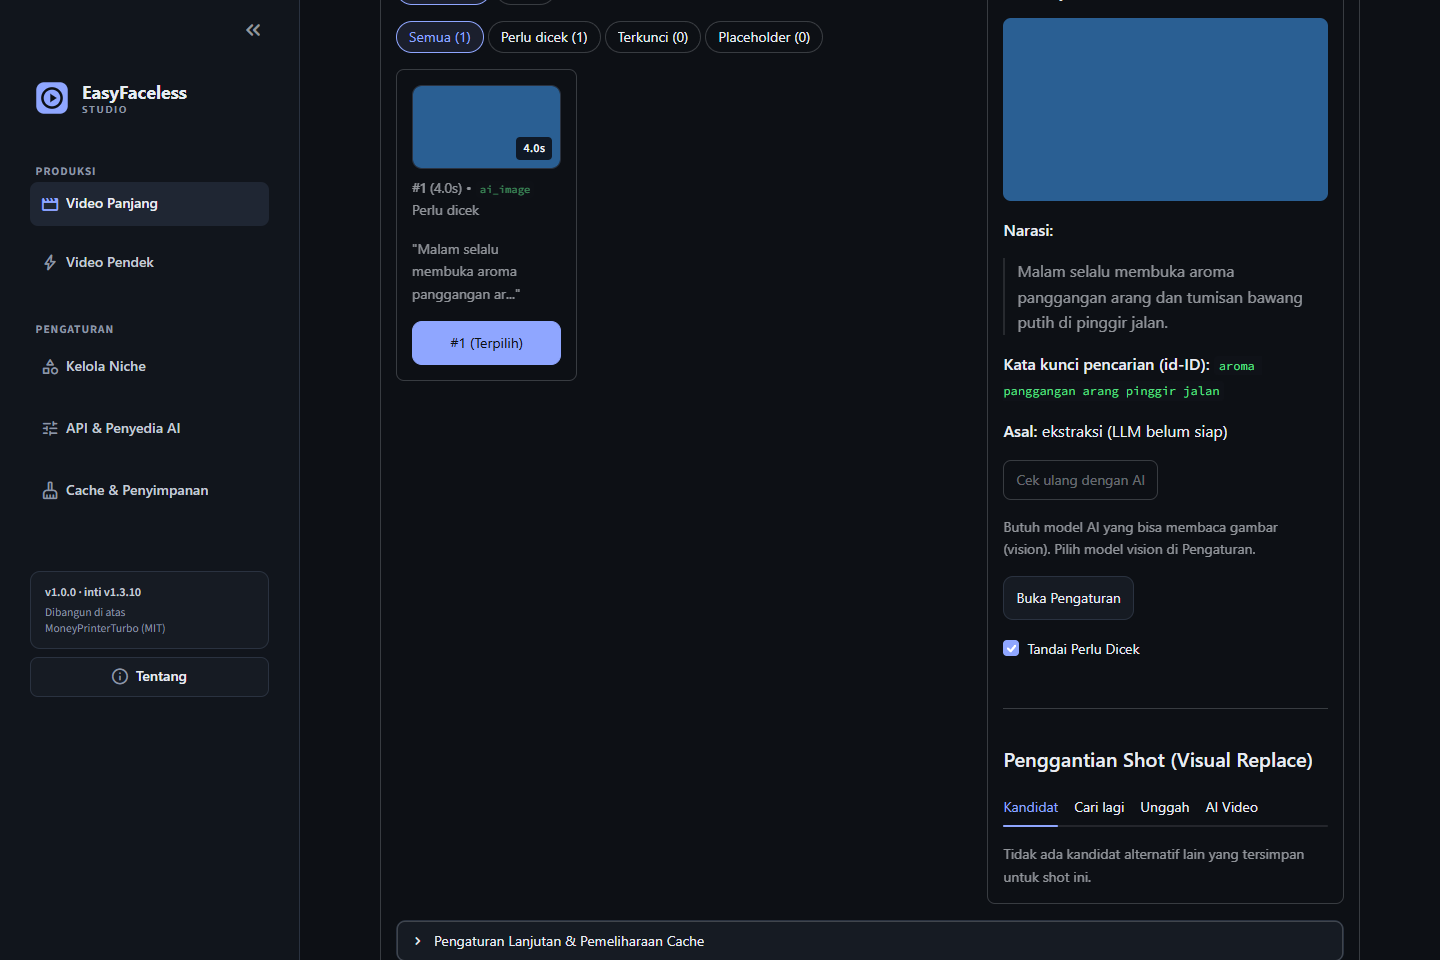 EasyFaceless
STUDIO
PRODUKSI
Video Panjang
Video Pendek
PENGATURAN
Kelola Niche
API & Penyedia AI
Cache & Penyimpanan
v1.0.0 · inti v1.3.10
Dibangun di atas
MoneyPrinterTurbo (MIT)
Tentang
Semua (1)
Perlu dicek (1)
Terkunci (0)
Placeholder (0)
4.0s
#1 (4.0s) • ai_image
Perlu dicek
"Malam selalu
membuka aroma
panggangan ar..."
#1 (Terpilih)
Narasi:
Malam selalu membuka aroma
panggangan arang dan tumisan bawang
putih di pinggir jalan.
Kata kunci pencarian (id-ID): aroma
panggangan arang pinggir jalan
Asal: ekstraksi (LLM belum siap)
Cek ulang dengan AI
Butuh model AI yang bisa membaca gambar
(vision). Pilih model vision di Pengaturan.
Buka Pengaturan
Tandai Perlu Dicek
Penggantian Shot (Visual Replace)
Kandidat
Cari lagi
Unggah
AI Video
Tidak ada kandidat alternatif lain yang tersimpan
untuk shot ini.
Pengaturan Lanjutan & Pemeliharaan Cache